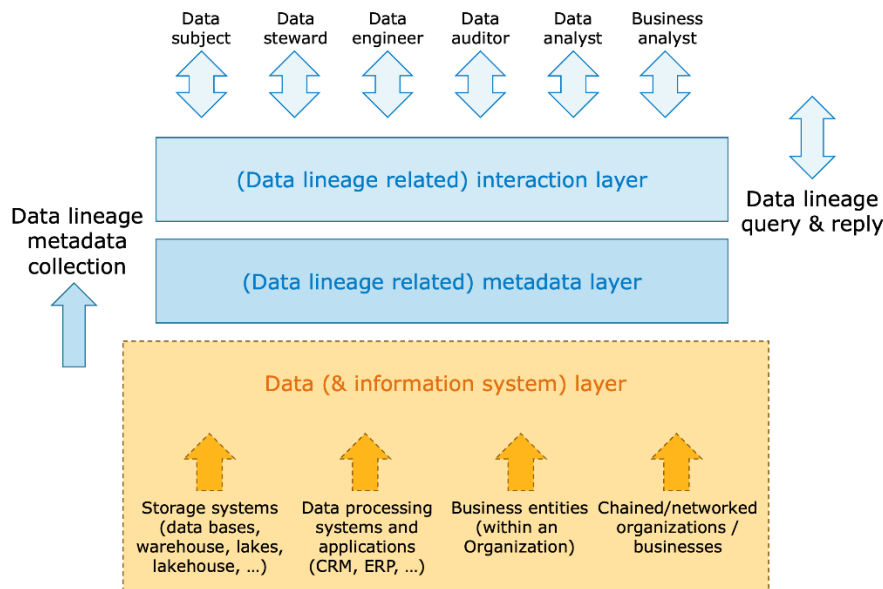 Data
subject
Data
steward
Data
engineer
Data
auditor
Data
analyst
Business
analyst
(Data lineage related) interaction layer
Data lineage
query & reply
Data lineage
metadata
collection
(Data lineage related) metadata layer
Data (& information system) layer
Storage systems
(data bases,
warehouse, lakes,
lakehouse, …)
Data processing
systems and
applications
(CRM, ERP, …)
Business entities
(within an
Organization)
Chained/networked
organizations /
businesses